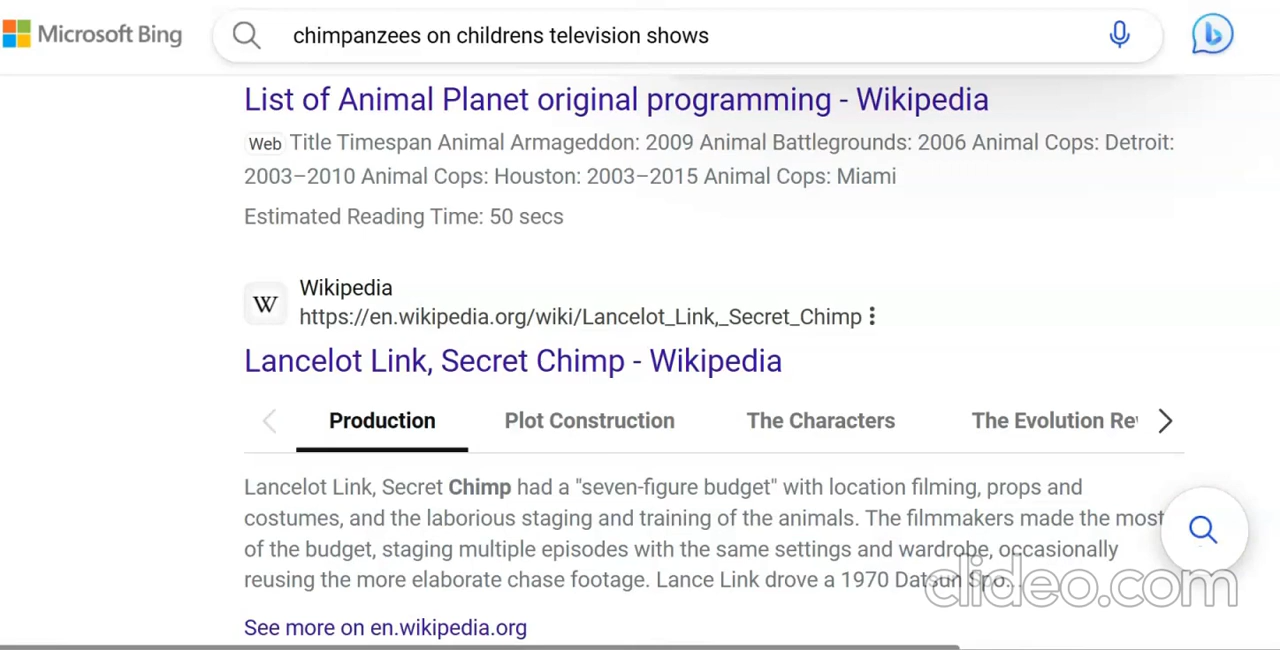 Microsoft Bing
chimpanzees on childrens television shows
List of Animal Planet original programming - Wikipedia
Web Title Timespan Animal Armageddon: 2009 Animal Battlegrounds: 2006 Animal Cops: Detroit:
2003–2010 Animal Cops: Houston: 2003–2015 Animal Cops: Miami
Estimated Reading Time: 50 secs
W
Wikipedia
https://en.wikipedia.org/wiki/Lancelot_Link,_Secret_Chimp
Lancelot Link, Secret Chimp - Wikipedia
Production Plot Construction The Characters The Evolution Re
Lancelot Link, Secret Chimp had a "seven-figure budget" with location filming, props and
costumes, and the laborious staging and training of the animals. The filmmakers made the most
of the budget, staging multiple episodes with the same settings and wardrobe, occasionally
reusing the more elaborate chase footage. Lance Link drove a 1970 Datsun Spo...
clideo.com
See more on en.wikipedia.org